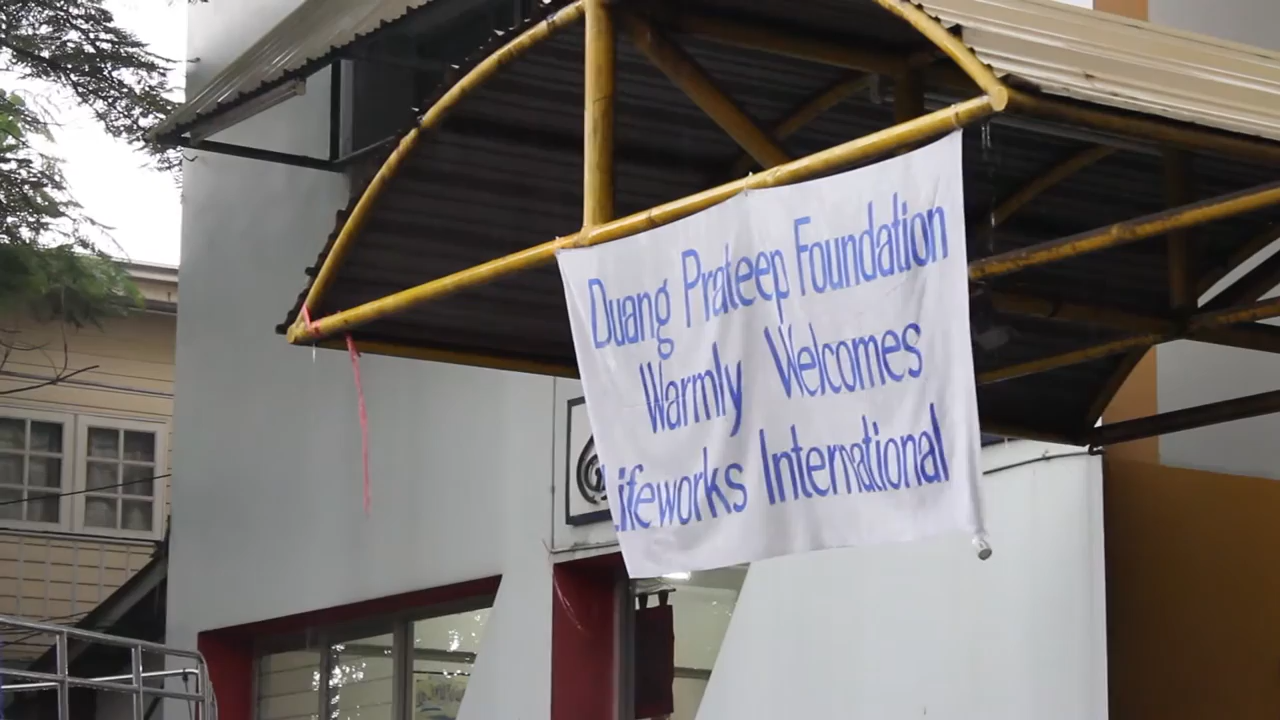 Duang Prateep Foundation
Warmly Welcomes
Lifeworks International